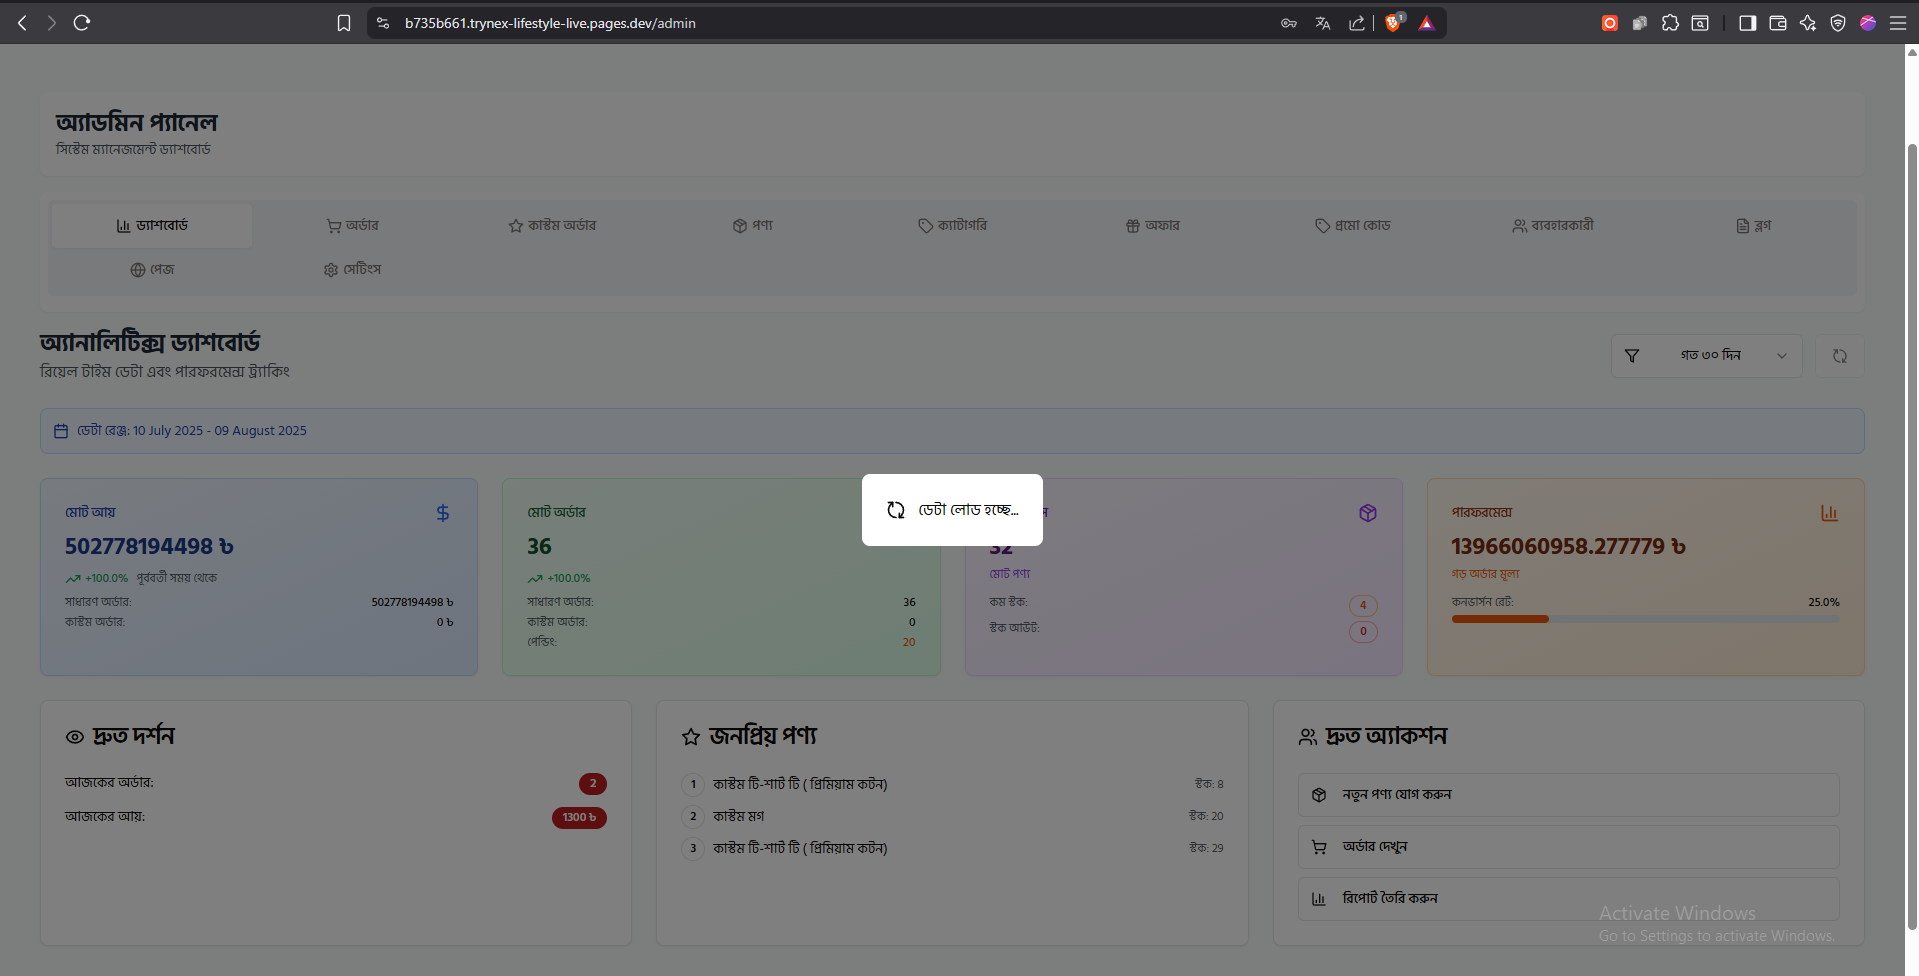 b735b661.trynex-lifestyle-live.pages.dev/admin
1
অ্যাডমিন প্যানেল
সিস্টেম ম্যানেজমেন্ট ড্যাশবোর্ড
ড্যাশবোর্ড
অর্ডার
কাস্টম অর্ডার
পণ্য
ক্যাটাগরি
অফার
প্রমো কোড
ব্যবহারকারী
ব্লগ
পেজ
সেটিংস
অ্যানালিটিক্স ড্যাশবোর্ড
রিয়েল টাইম ডেটা এবং পারফরমেন্স ট্র্যাকিং
গত ৩০ দিন
ডেটা রেঞ্জ: 10 July 2025 - 09 August 2025
মোট আয়
502778194498 ৳
+100.0% পূর্ববর্তী সময় থেকে
সাধারণ অর্ডার: 502778194498 ৳
কাস্টম অর্ডার: 0 ৳
মোট অর্ডার
36
+100.0%
সাধারণ অর্ডার: 36
কাস্টম অর্ডার: 0
পেন্ডিং: 20
ডেটা লোড হচ্ছে...
32
মোট পণ্য
কম স্টক: 4
স্টক আউট: 0
পারফরমেন্স
13966060958.277779 ৳
গড় অর্ডার মূল্য
কনভার্সন রেট: 25.0%
দ্রুত দর্শন
আজকের অর্ডার: 2
আজকের আয়: 1300 ৳
জনপ্রিয় পণ্য
1 কাস্টম টি-শার্ট টি ( প্রিমিয়াম কটন) স্টক: 8
2 কাস্টম মগ স্টক: 20
3 কাস্টম টি-শার্ট টি ( প্রিমিয়াম কটন) স্টক: 29
দ্রুত অ্যাকশন
নতুন পণ্য যোগ করুন
অর্ডার দেখুন
রিপোর্ট তৈরি করুন
Activate Windows
Go to Settings to activate Windows.